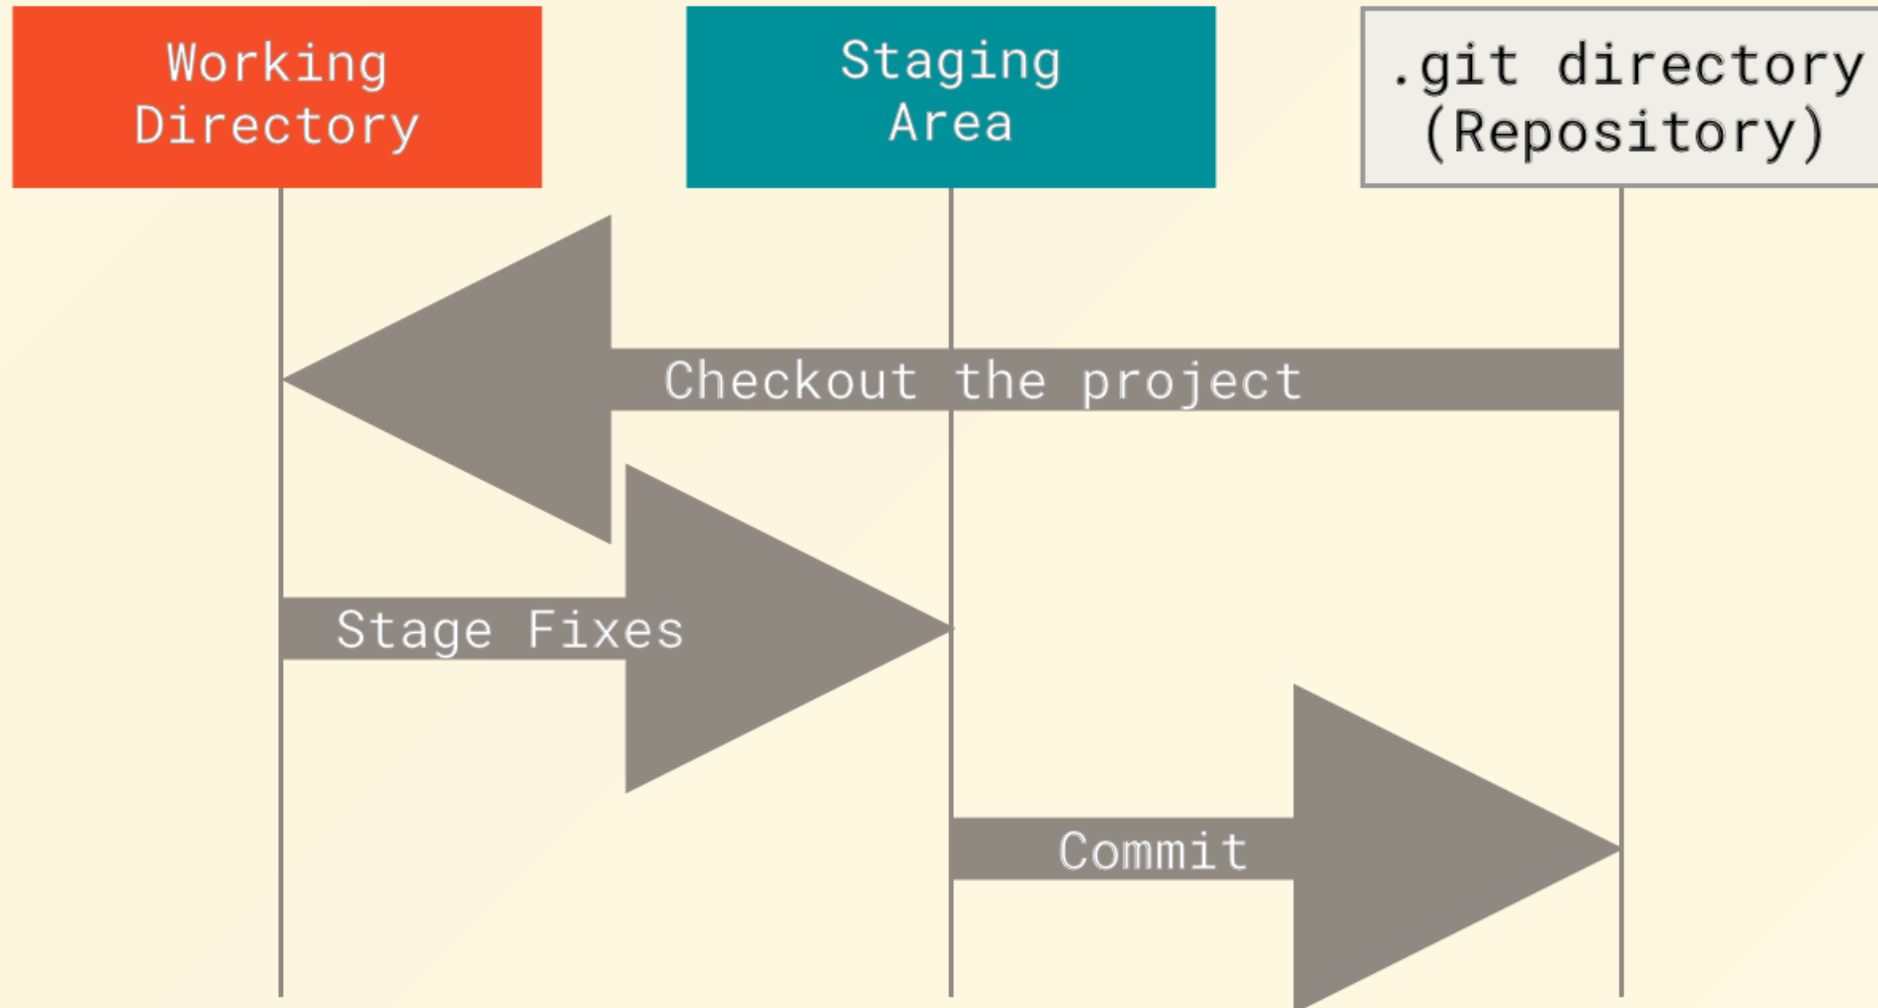 Working
Directory
Staging
Area
.git directory
(Repository)
Checkout the project
Stage Fixes
Commit